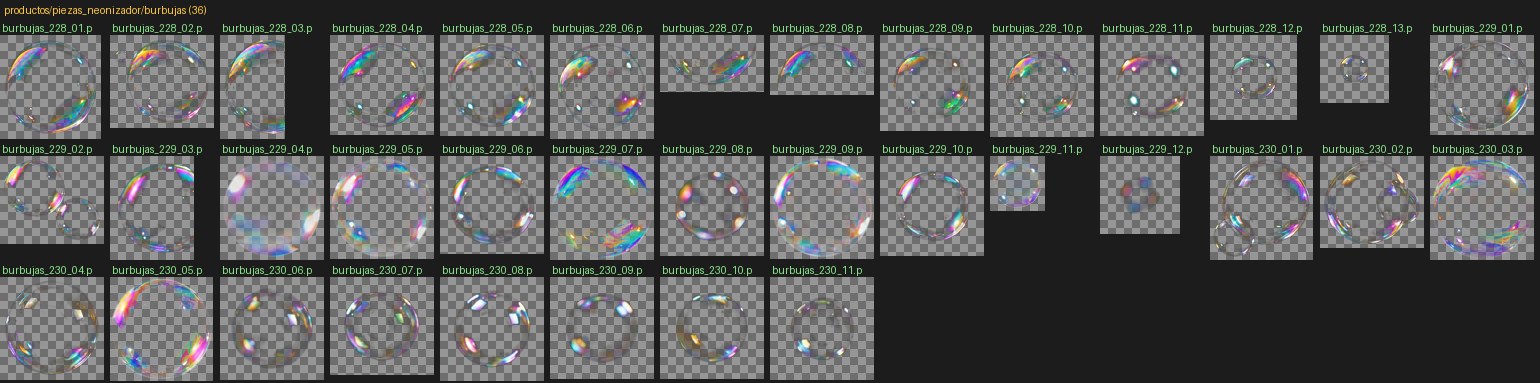 productos/piezas_neonizador/burbujas (36)
burbujas_228_01.p burbujas_228_02.p burbujas_228_03.p burbujas_228_04.p burbujas_228_05.p burbujas_228_06.p burbujas_228_07.p burbujas_228_08.p burbujas_228_09.p burbujas_228_10.p burbujas_228_11.p burbujas_228_12.p burbujas_228_13.p burbujas_229_01.p
burbujas_229_02.p burbujas_229_03.p burbujas_229_04.p burbujas_229_05.p burbujas_229_06.p burbujas_229_07.p burbujas_229_08.p burbujas_229_09.p burbujas_229_10.p burbujas_229_11.p burbujas_229_12.p burbujas_230_01.p burbujas_230_02.p burbujas_230_03.p
burbujas_230_04.p burbujas_230_05.p burbujas_230_06.p burbujas_230_07.p burbujas_230_08.p burbujas_230_09.p burbujas_230_10.p burbujas_230_11.p